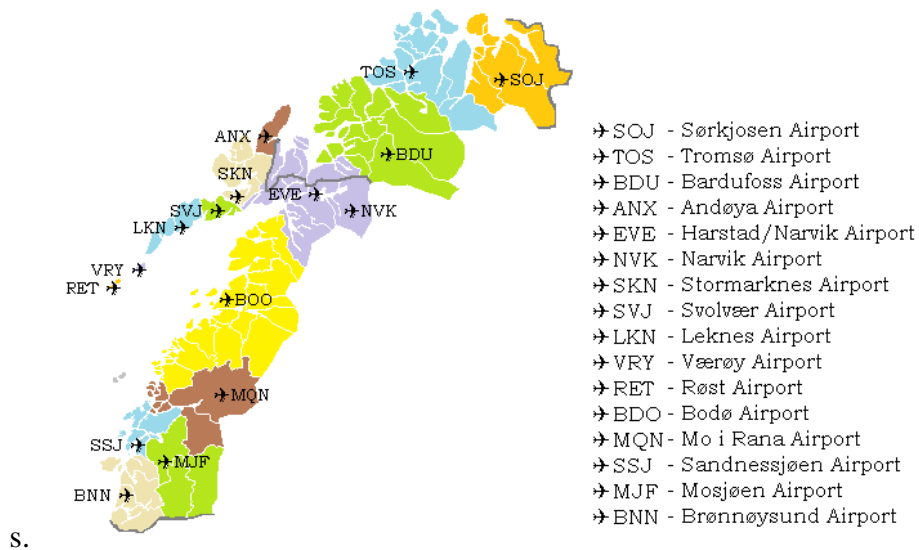 TOS
SOJ
ANX
BDU
SKN
EVE
SVJ
NVK
LKN
VRY
RET
BOO
MQN
SSJ
MJF
BNN
SOJ - Sørkjosen Airport
TOS - Tromsø Airport
BDU - Bardufoss Airport
ANX - Andøya Airport
EVE - Harstad/Narvik Airport
NVK - Narvik Airport
SKN - Stormarknes Airport
SVJ - Svolvær Airport
LKN - Leknes Airport
VRY - Værøy Airport
RET - Røst Airport
BDO - Bodø Airport
MQN - Mo i Rana Airport
SSJ - Sandnessjøen Airport
MJF - Mosjøen Airport
BNN - Brønnøysund Airport
s.